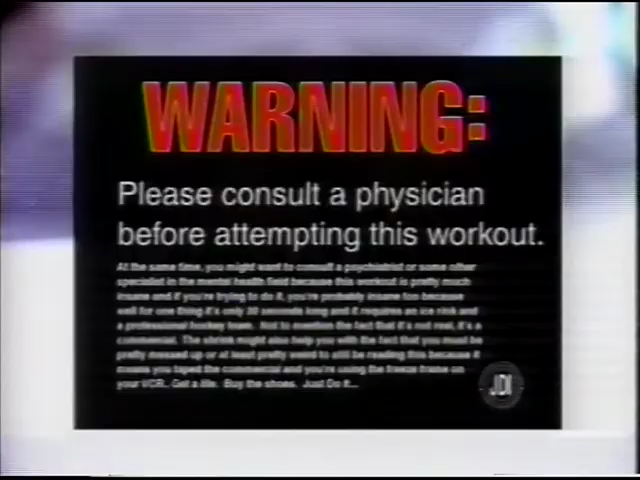 WARNING:
Please consult a physician
before attempting this workout.
At the same time, you might want to consult a psychiatrist or some other
specialist in the mental health field because this workout is pretty much
insane and if you're trying to do it, you're probably insane too because
well for one thing it's only 30 seconds long and it requires an ice rink and
a professional hockey team. Not to mention the fact that it's not real, it's a
commercial. The shrink might also help you with the fact that you must be
pretty messed up or at least pretty weird to still be reading this because it
means you taped the commercial and you're using the freeze frame on
your VCR. Get a life. Buy the shoes. Just Do It...
JDI